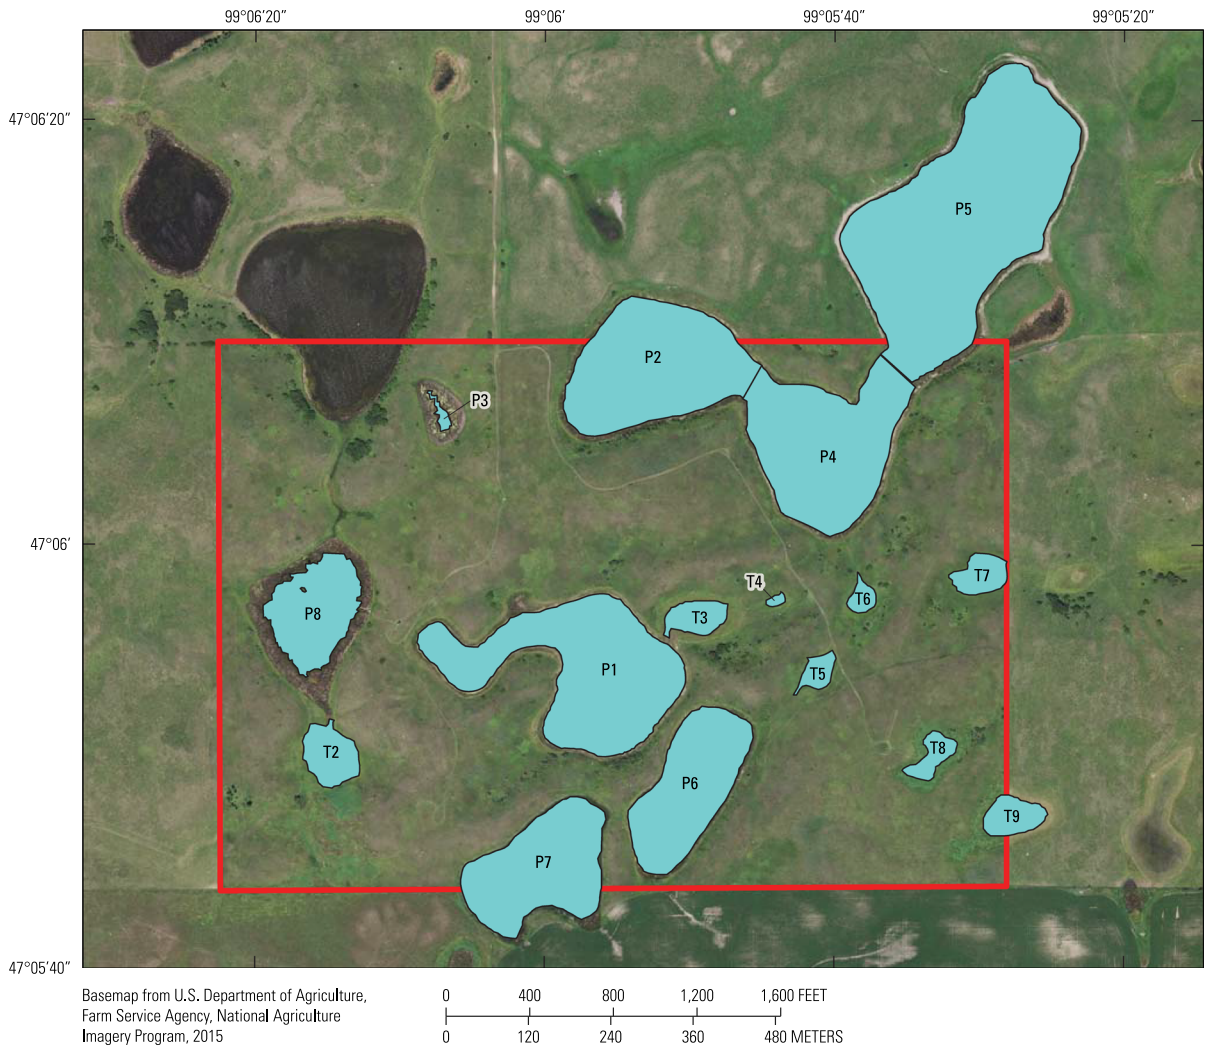 99°06'20" 99°06' 99°05'40" 99°05'20"
47°06'20"
P5
P2
P3
P4
47°06'
T7
T4
T6
P8
T3
P1
T5
T2
T8
P6
T9
P7
47°05'40"
Basemap from U.S. Department of Agriculture,
Farm Service Agency, National Agriculture
Imagery Program, 2015
0 400 800 1,200 1,600 FEET
0 120 240 360 480 METERS